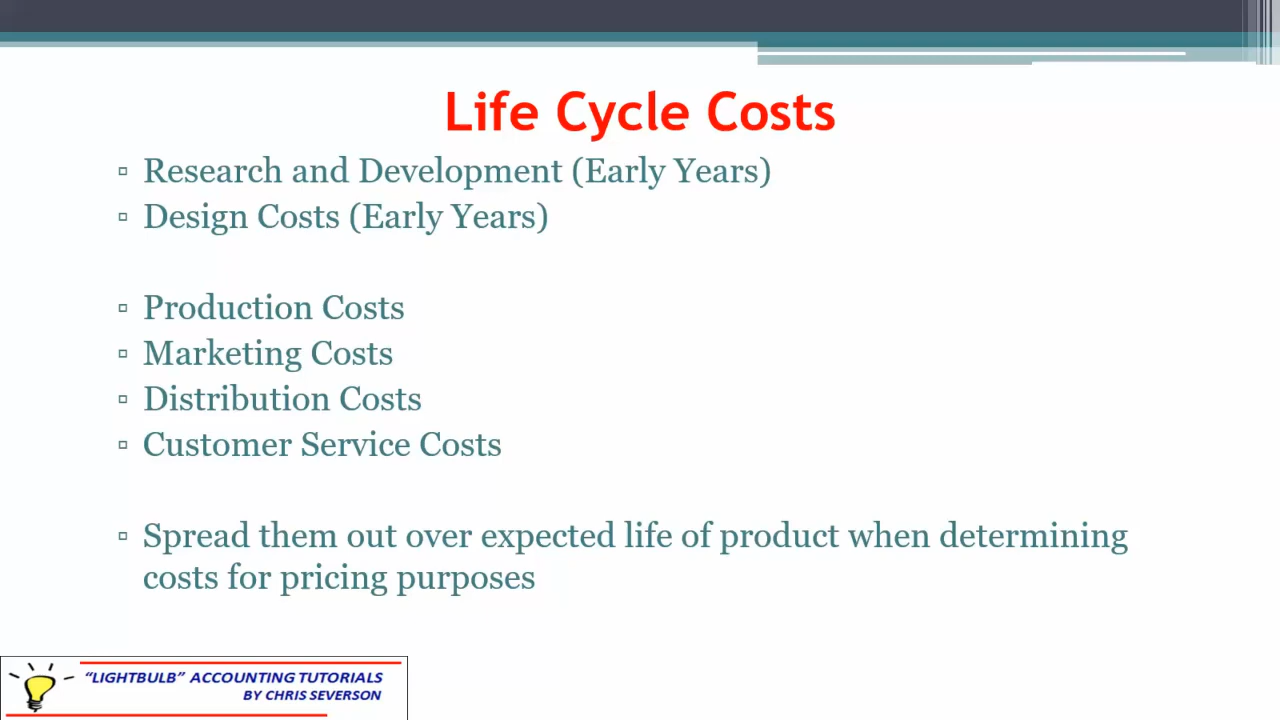 Life Cycle Costs
▫ Research and Development (Early Years)
▫ Design Costs (Early Years)
▫ Production Costs
▫ Marketing Costs
▫ Distribution Costs
▫ Customer Service Costs
▫ Spread them out over expected life of product when determining
costs for pricing purposes
“LIGHTBULB” ACCOUNTING TUTORIALS
BY CHRIS SEVERSON